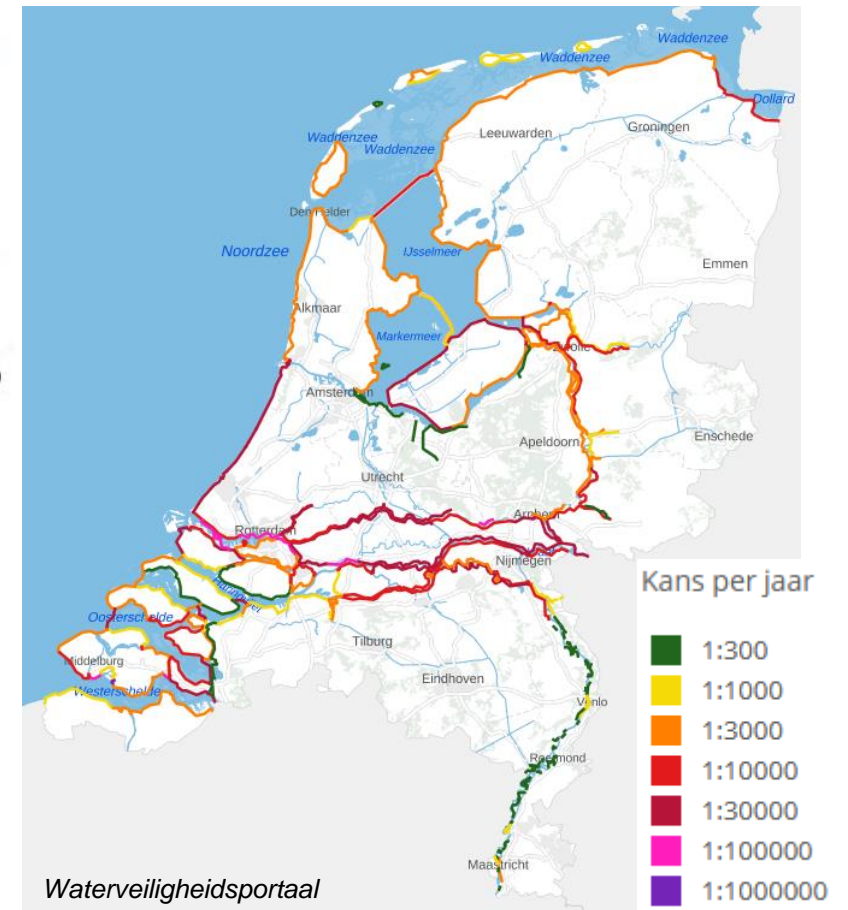 Waddenzee
Waddenzee
Dollard
Leeuwarden
Groningen
Waddenzee
Waddenzee
Den Helder
Noordzee
IJsselmeer
Emmen
Alkmaar
Markermeer
Zwolle
Amsterdam
Apeldoorn
Enschede
Utrecht
Arnhem
Rotterdam
Nijmegen
Kans per jaar
Oosterschelde
Tilburg
1:300
Middelburg
Eindhoven
1:1000
Westerschelde
Venlo
1:3000
Roermond
1:10000
1:30000
1:100000
Maastricht
1:1000000
Waterveiligheidsportaal